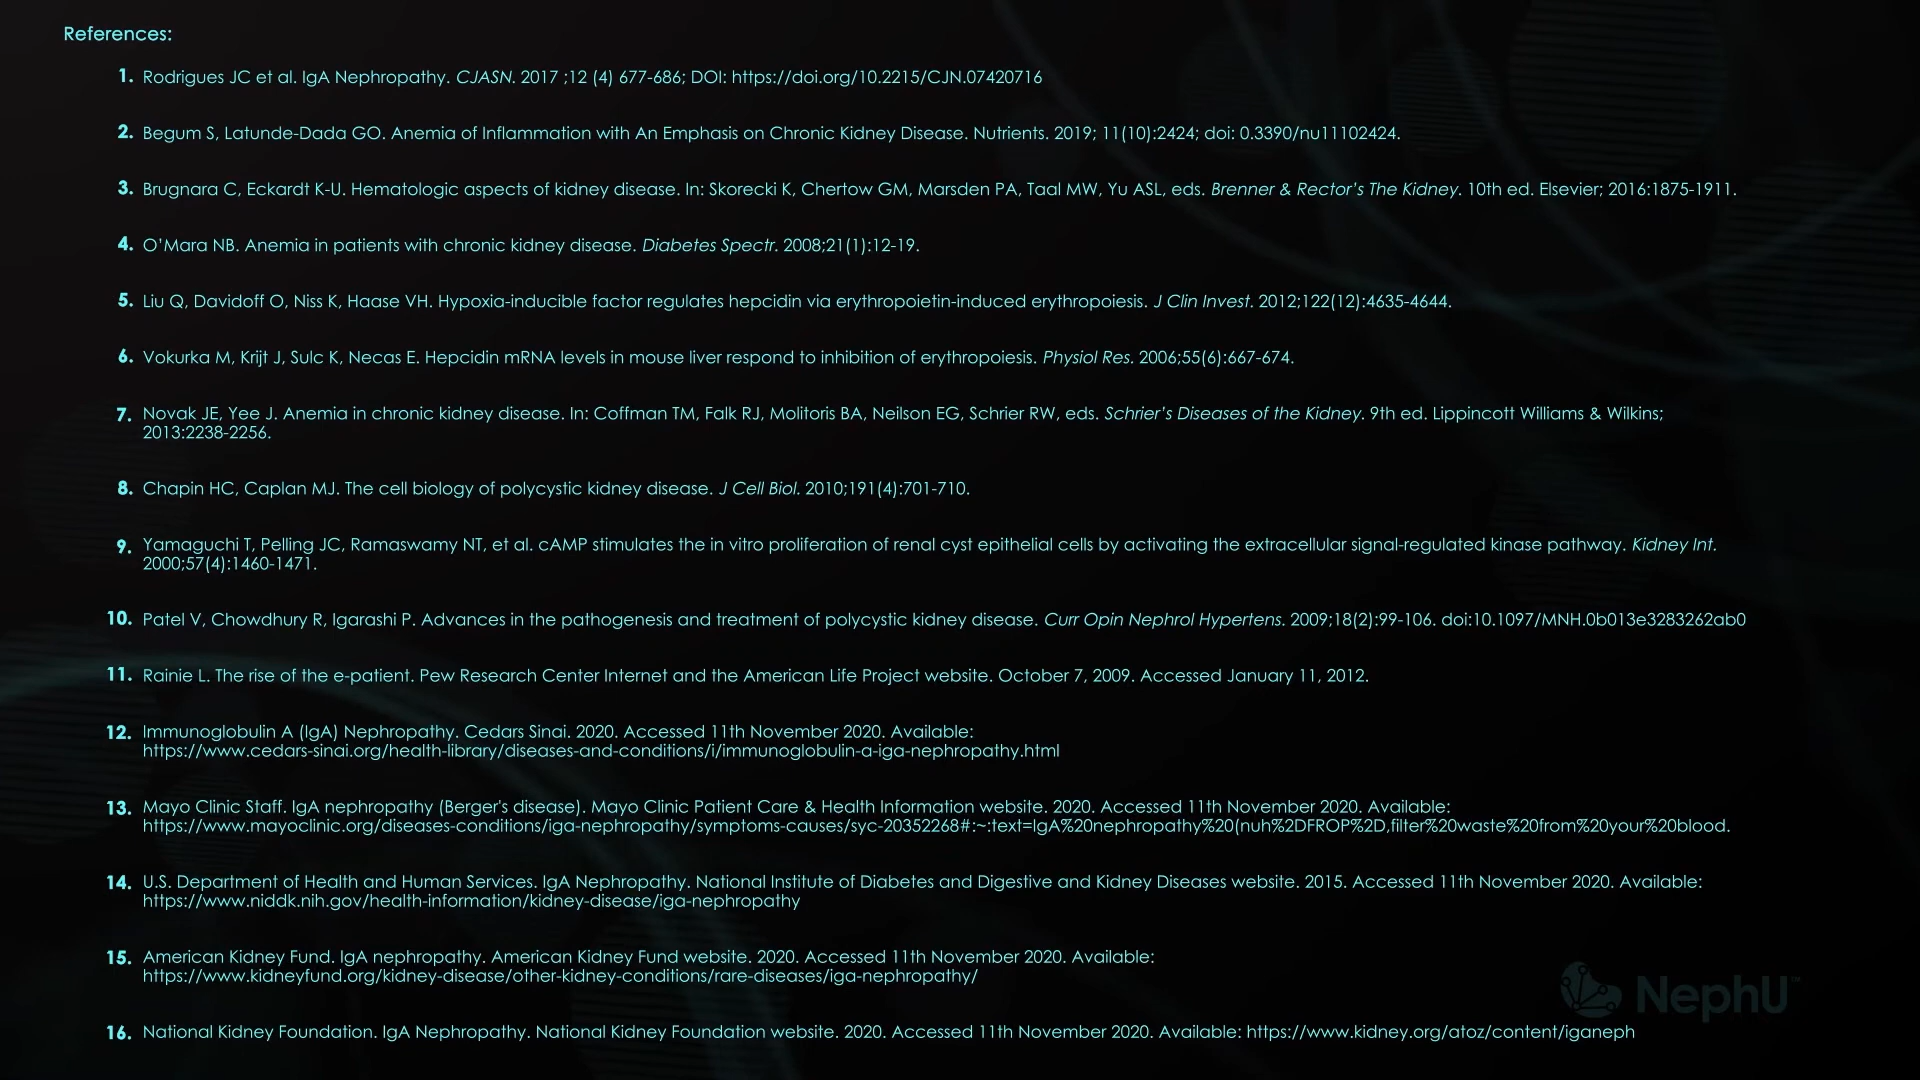 References:
1. Rodrigues JC et al. IgA Nephropathy. CJASN. 2017 ;12 (4) 677-686; DOI: https://doi.org/10.2215/CJN.07420716
2. Begum S, Latunde-Dada GO. Anemia of Inflammation with An Emphasis on Chronic Kidney Disease. Nutrients. 2019; 11(10):2424; doi: 0.3390/nu11102424.
3. Brugnara C, Eckardt K-U. Hematologic aspects of kidney disease. In: Skorecki K, Chertow GM, Marsden PA, Taal MW, Yu ASL, eds. Brenner & Rector’s The Kidney. 10th ed. Elsevier; 2016:1875-1911.
4. O’Mara NB. Anemia in patients with chronic kidney disease. Diabetes Spectr. 2008;21(1):12-19.
5. Liu Q, Davidoff O, Niss K, Haase VH. Hypoxia-inducible factor regulates hepcidin via erythropoietin-induced erythropoiesis. J Clin Invest. 2012;122(12):4635-4644.
6. Vokurka M, Krijt J, Sulc K, Necas E. Hepcidin mRNA levels in mouse liver respond to inhibition of erythropoiesis. Physiol Res. 2006;55(6):667-674.
7. Novak JE, Yee J. Anemia in chronic kidney disease. In: Coffman TM, Falk RJ, Molitoris BA, Neilson EG, Schrier RW, eds. Schrier’s Diseases of the Kidney. 9th ed. Lippincott Williams & Wilkins;
2013:2238-2256.
8. Chapin HC, Caplan MJ. The cell biology of polycystic kidney disease. J Cell Biol. 2010;191(4):701-710.
9. Yamaguchi T, Pelling JC, Ramaswamy NT, et al. cAMP stimulates the in vitro proliferation of renal cyst epithelial cells by activating the extracellular signal-regulated kinase pathway. Kidney Int.
2000;57(4):1460-1471.
10. Patel V, Chowdhury R, Igarashi P. Advances in the pathogenesis and treatment of polycystic kidney disease. Curr Opin Nephrol Hypertens. 2009;18(2):99-106. doi:10.1097/MNH.0b013e3283262ab0
11. Rainie L. The rise of the e-patient. Pew Research Center Internet and the American Life Project website. October 7, 2009. Accessed January 11, 2012.
12. Immunoglobulin A (IgA) Nephropathy. Cedars Sinai. 2020. Accessed 11th November 2020. Available:
https://www.cedars-sinai.org/health-library/diseases-and-conditions/i/immunoglobulin-a-iga-nephropathy.html
13. Mayo Clinic Staff. IgA nephropathy (Berger's disease). Mayo Clinic Patient Care & Health Information website. 2020. Accessed 11th November 2020. Available:
https://www.mayoclinic.org/diseases-conditions/iga-nephropathy/symptoms-causes/syc-20352268#:~:text=IgA%20nephropathy%20(nuh%2DFROP%2D,filter%20waste%20from%20your%20blood.
14. U.S. Department of Health and Human Services. IgA Nephropathy. National Institute of Diabetes and Digestive and Kidney Diseases website. 2015. Accessed 11th November 2020. Available:
https://www.niddk.nih.gov/health-information/kidney-disease/iga-nephropathy
15. American Kidney Fund. IgA nephropathy. American Kidney Fund website. 2020. Accessed 11th November 2020. Available:
https://www.kidneyfund.org/kidney-disease/other-kidney-conditions/rare-diseases/iga-nephropathy/
NephU™
16. National Kidney Foundation. IgA Nephropathy. National Kidney Foundation website. 2020. Accessed 11th November 2020. Available: https://www.kidney.org/atoz/content/iganeph